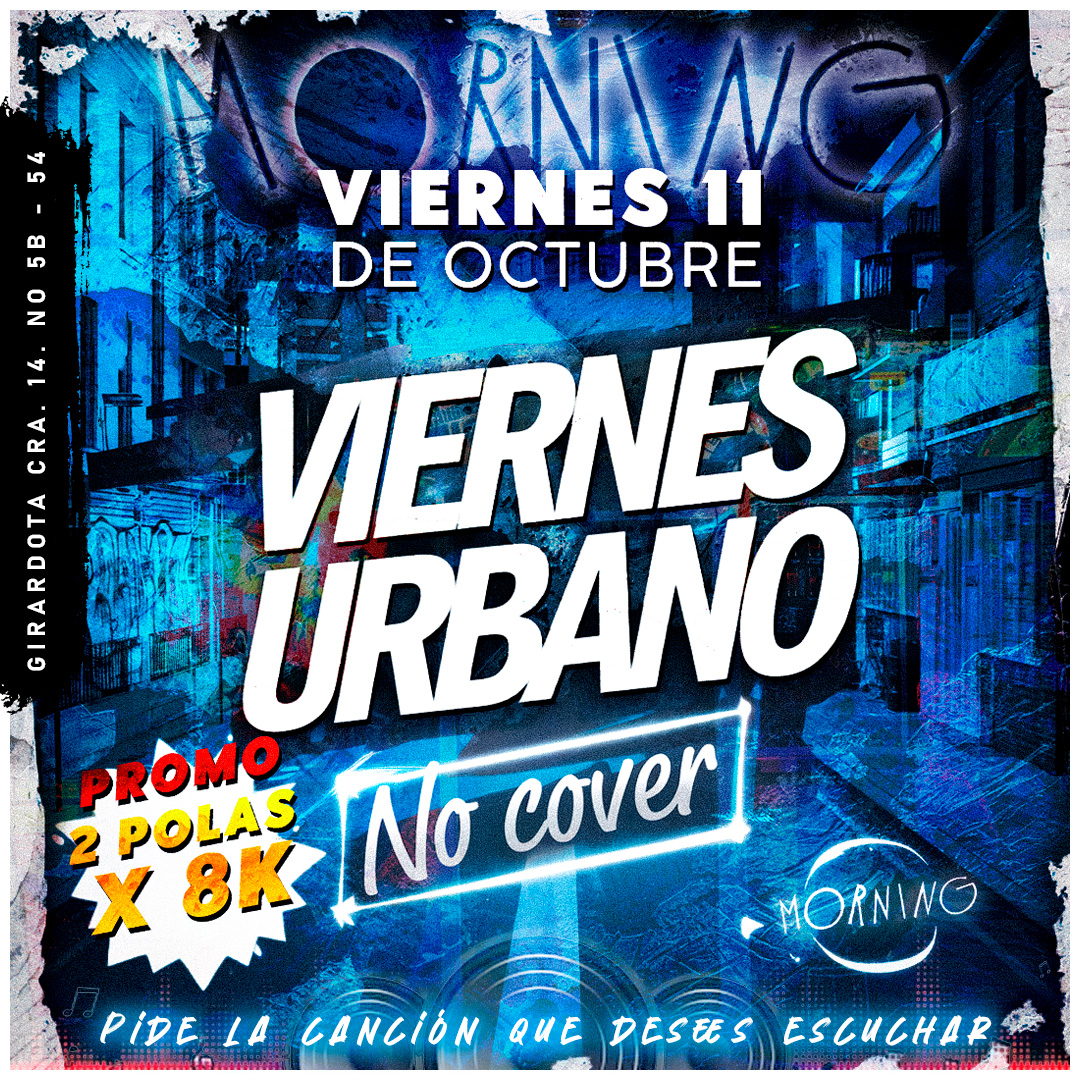 MORNING
VIERNES 11
DE OCTUBRE
GIRARDOTA CRA. 14. NO 5B - 54
VIERNES
URBANO
No cover
PROMO
2 POLAS
X 8K
MORNING
PIDE LA CANCIÓN QUE DESEES ESCUCHAR